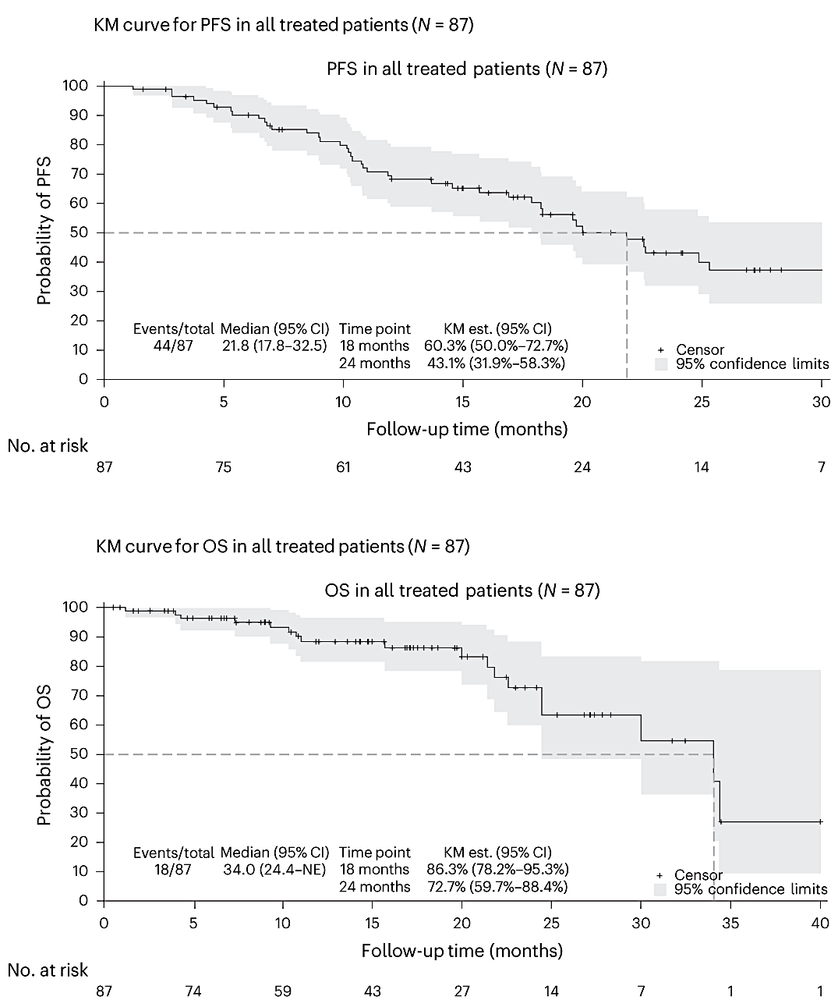 KM curve for PFS in all treated patients (N = 87)
PFS in all treated patients (N = 87)
Probability of PFS
100
90
80
70
60
50
40
30
20
10
0
Events/total Median (95% CI) Time point KM est. (95% CI)
44/87 21.8 (17.8–32.5) 18 months 60.3% (50.0%–72.7%)
24 months 43.1% (31.9%–58.3%)
Censor
95% confidence limits
0 5 10 15 20 25 30
Follow-up time (months)
No. at risk
87 75 61 43 24 14 7
KM curve for OS in all treated patients (N = 87)
OS in all treated patients (N = 87)
Probability of OS
100
90
80
70
60
50
40
30
20
10
0
Events/total Median (95% CI) Time point KM est. (95% CI)
18/87 34.0 (24.4–NE) 18 months 86.3% (78.2%–95.3%)
24 months 72.7% (59.7%–88.4%)
Censor
95% confidence limits
0 5 10 15 20 25 30 35 40
Follow-up time (months)
No. at risk
87 74 59 43 27 14 7 1 1